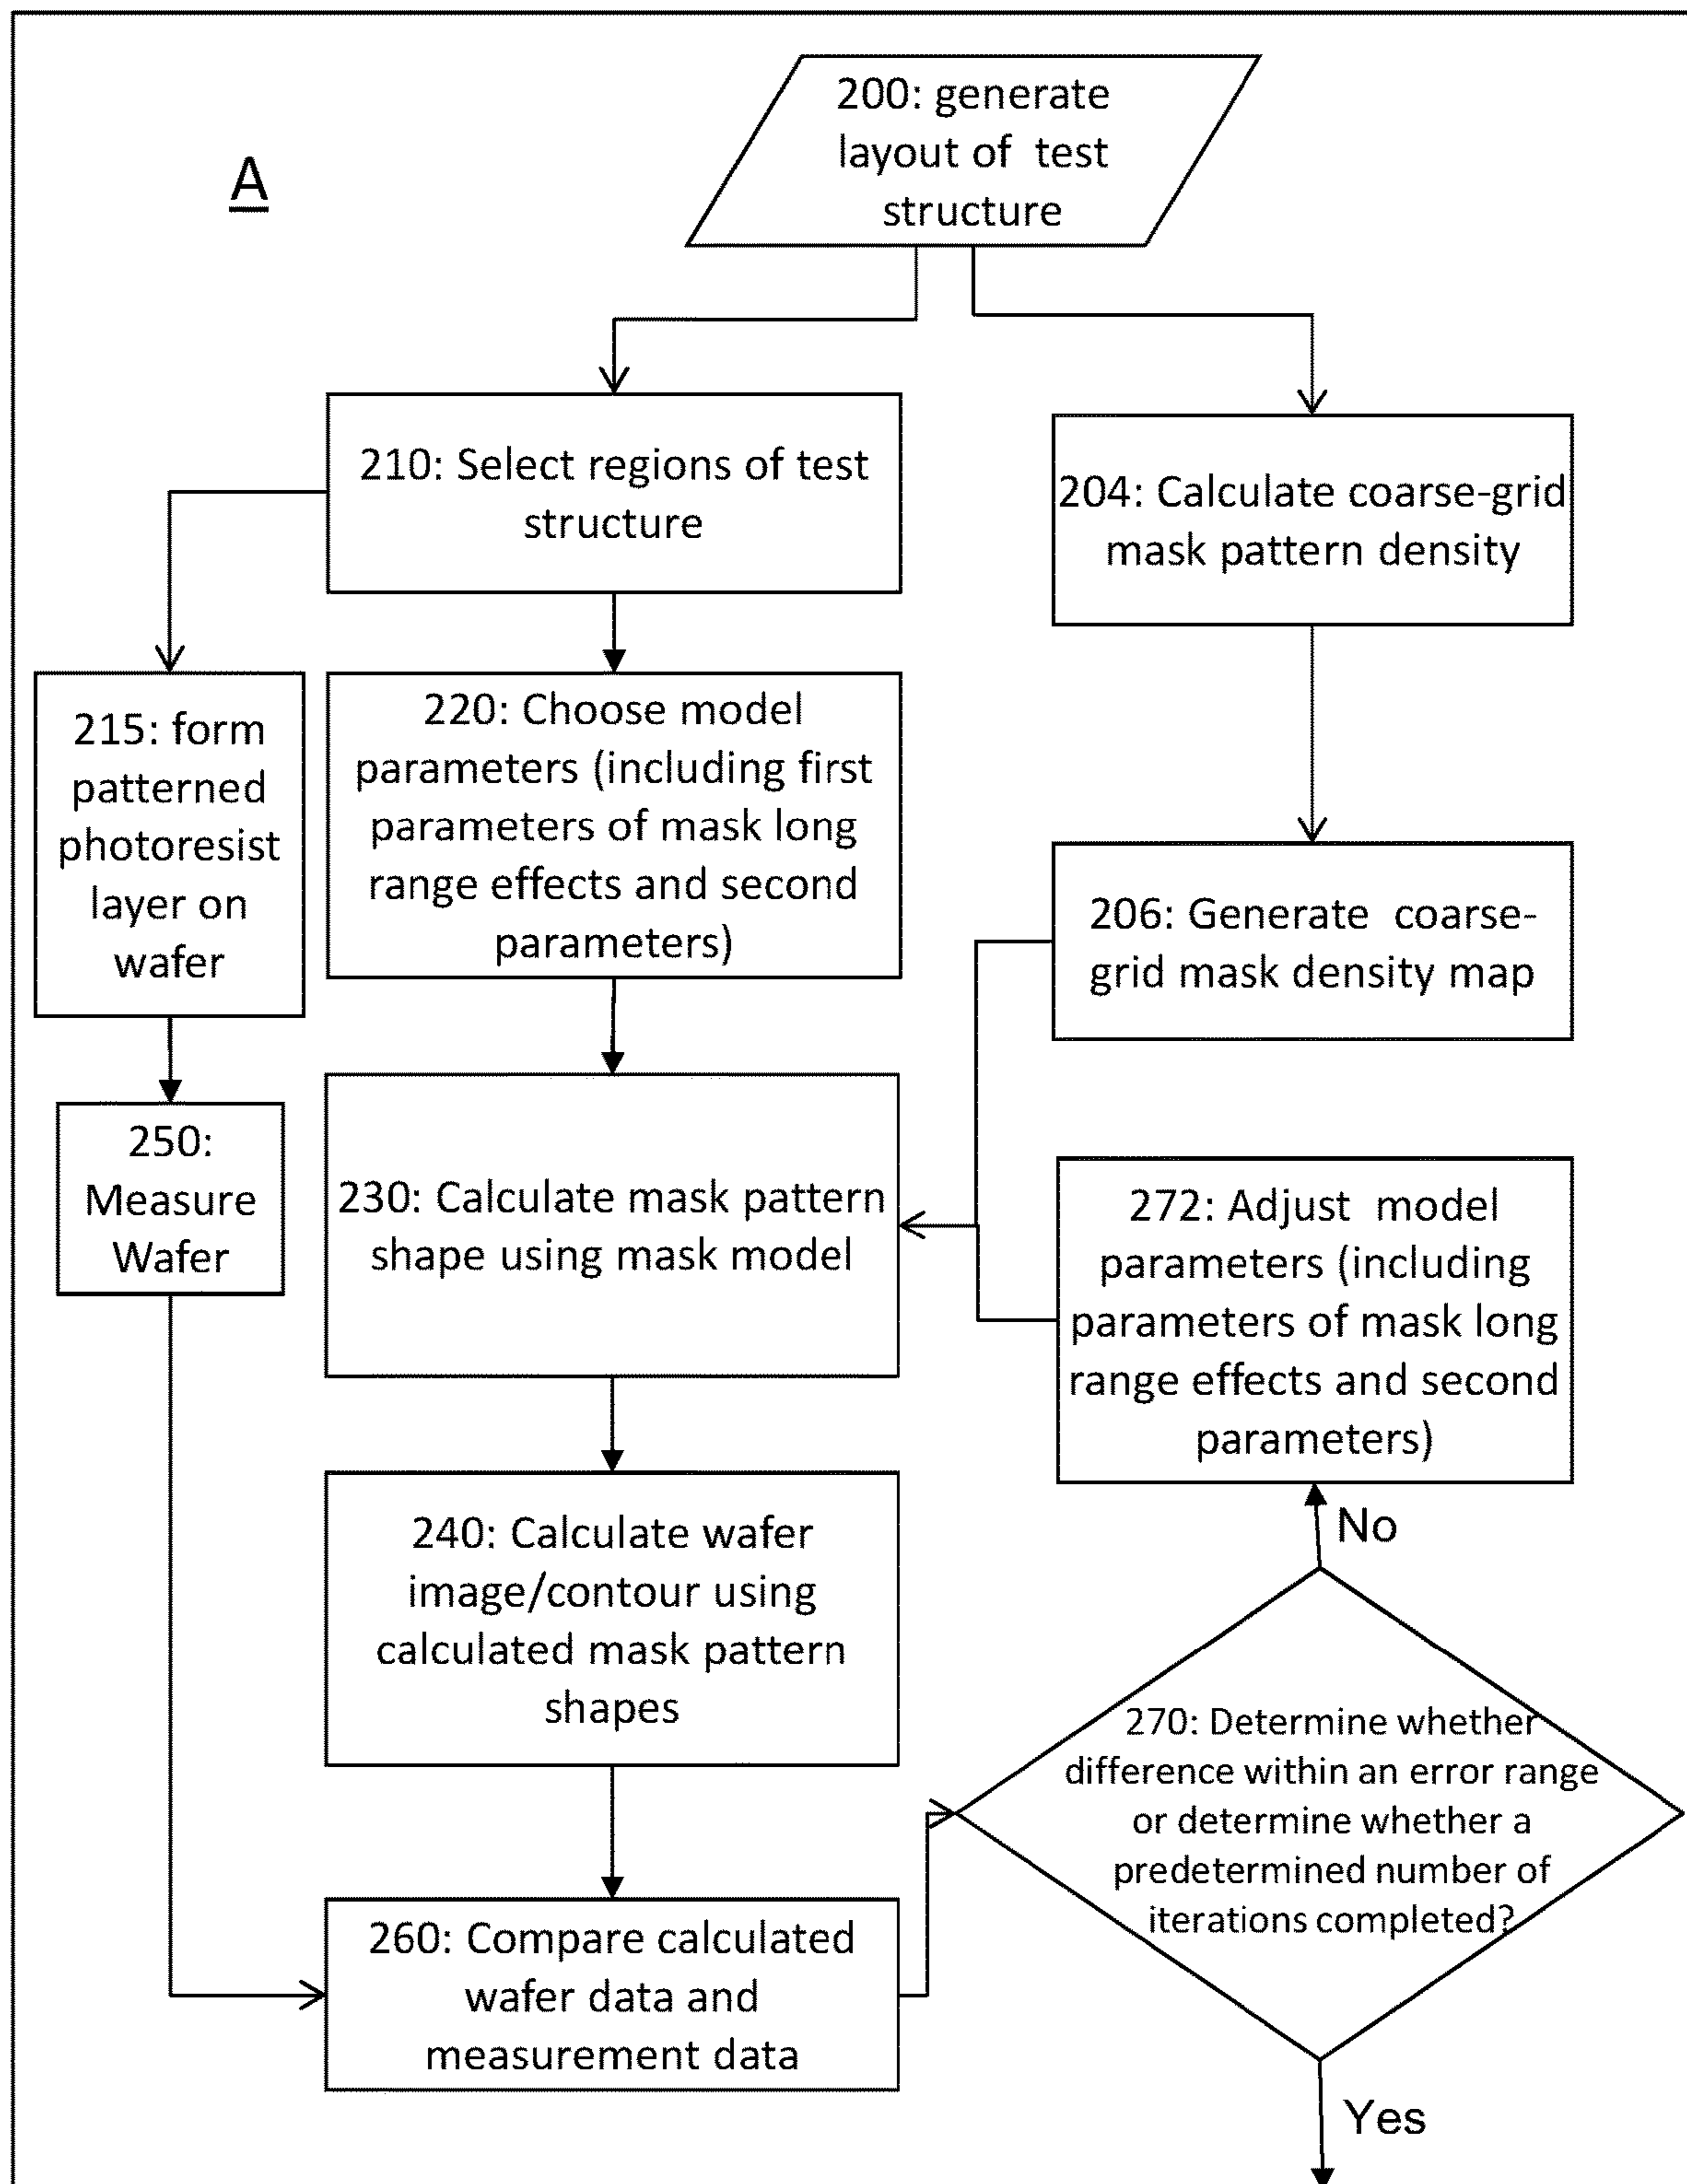 A
200: generate
layout of test
structure
210: Select regions of test
structure
204: Calculate coarse-grid
mask pattern density
215: form
patterned
photoresist
layer on
wafer
220: Choose model
parameters (including first
parameters of mask long
range effects and second
parameters)
206: Generate coarse-
grid mask density map
250:
Measure
Wafer
230: Calculate mask pattern
shape using mask model
272: Adjust model
parameters (including
parameters of mask long
range effects and second
parameters)
240: Calculate wafer
image/contour using
calculated mask pattern
shapes
No
270: Determine whether
difference within an error range
or determine whether a
predetermined number of
iterations completed?
260: Compare calculated
wafer data and
measurement data
Yes